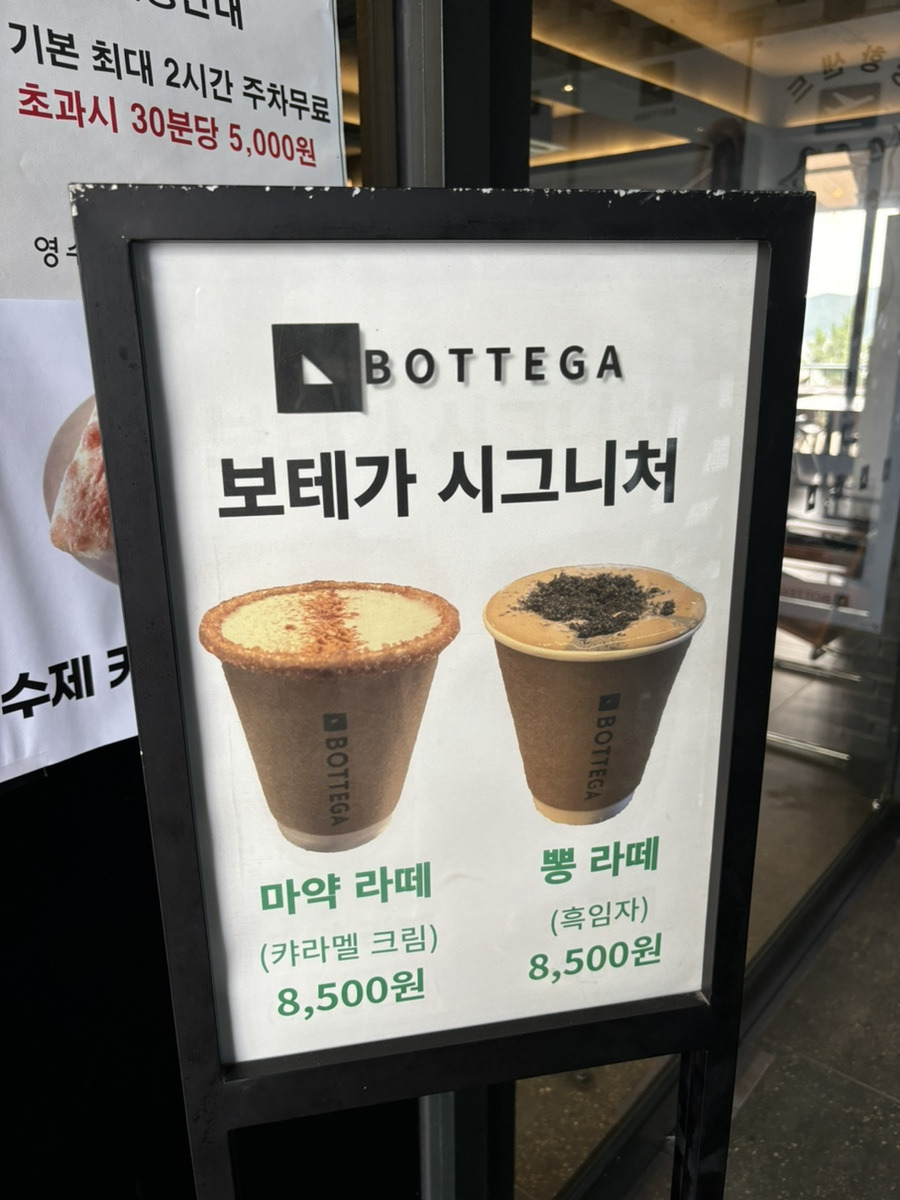 기본 최대 2시간 주차무료
초과시 30분당 5,000원
BOTTEGA
보테가 시그니처
BOTTEGA
BOTTEGA
마약 라떼
(캬라멜 크림)
8,500원
뽕 라떼
(흑임자)
8,500원
수제